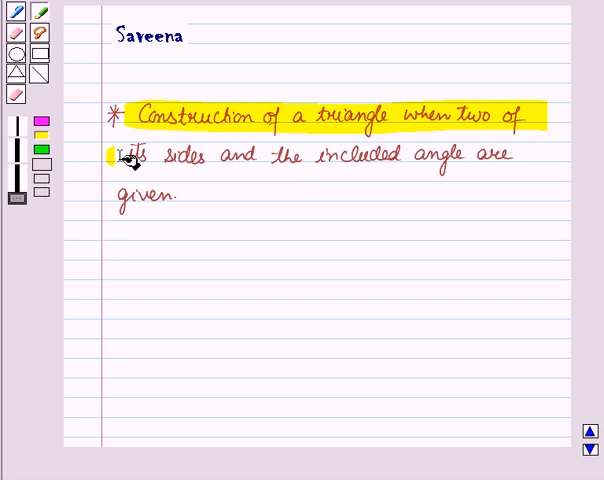 Saveena
* Construction of a triangle when two of
its sides and the included angle are
given.